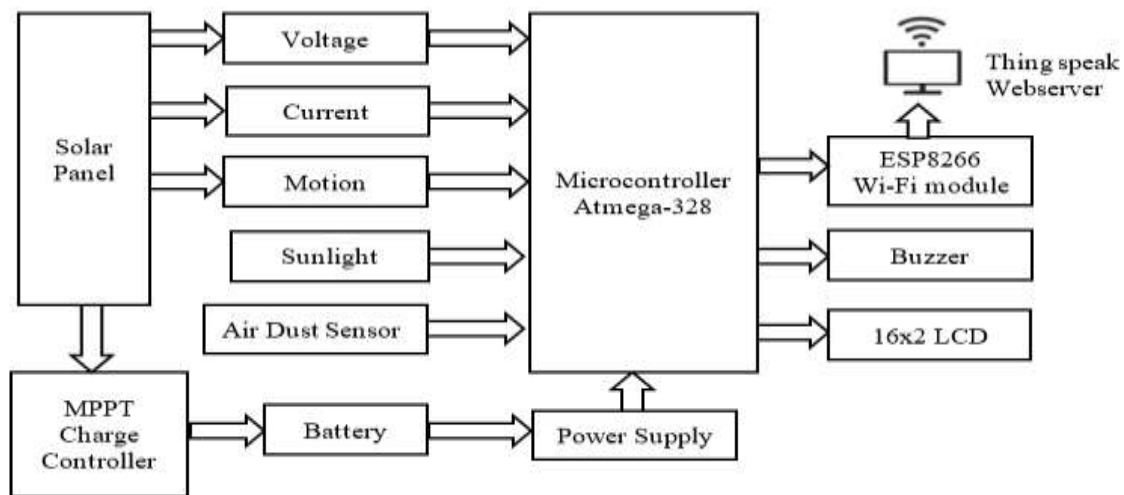 Solar
Panel
Voltage
Current
Motion
Sunlight
Air Dust Sensor
MPPT
Charge
Controller
Battery
Power Supply
Microcontroller
Atmega-328
Thing speak
Webserver
ESP8266
Wi-Fi module
Buzzer
16x2 LCD